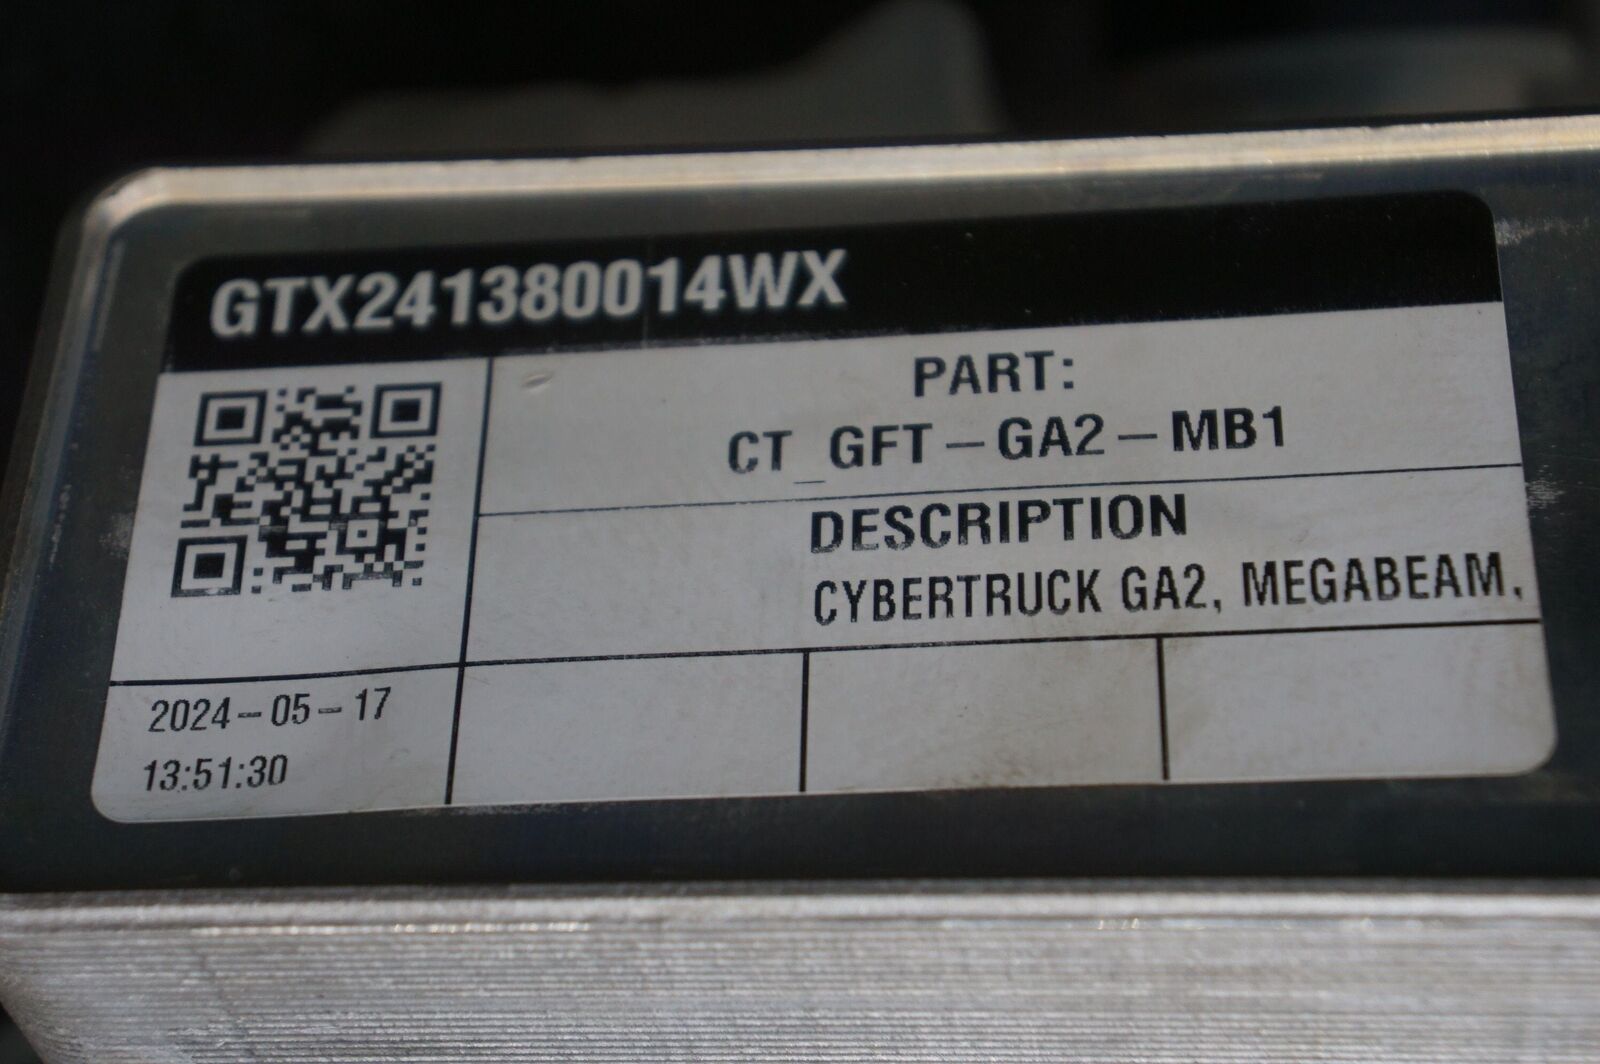 GTX241380014WX
PART:
CT_GFT-GA2-MB1
DESCRIPTION
CYBERTRUCK GA2, MEGABEAM,
2024-05-17
13:51:30